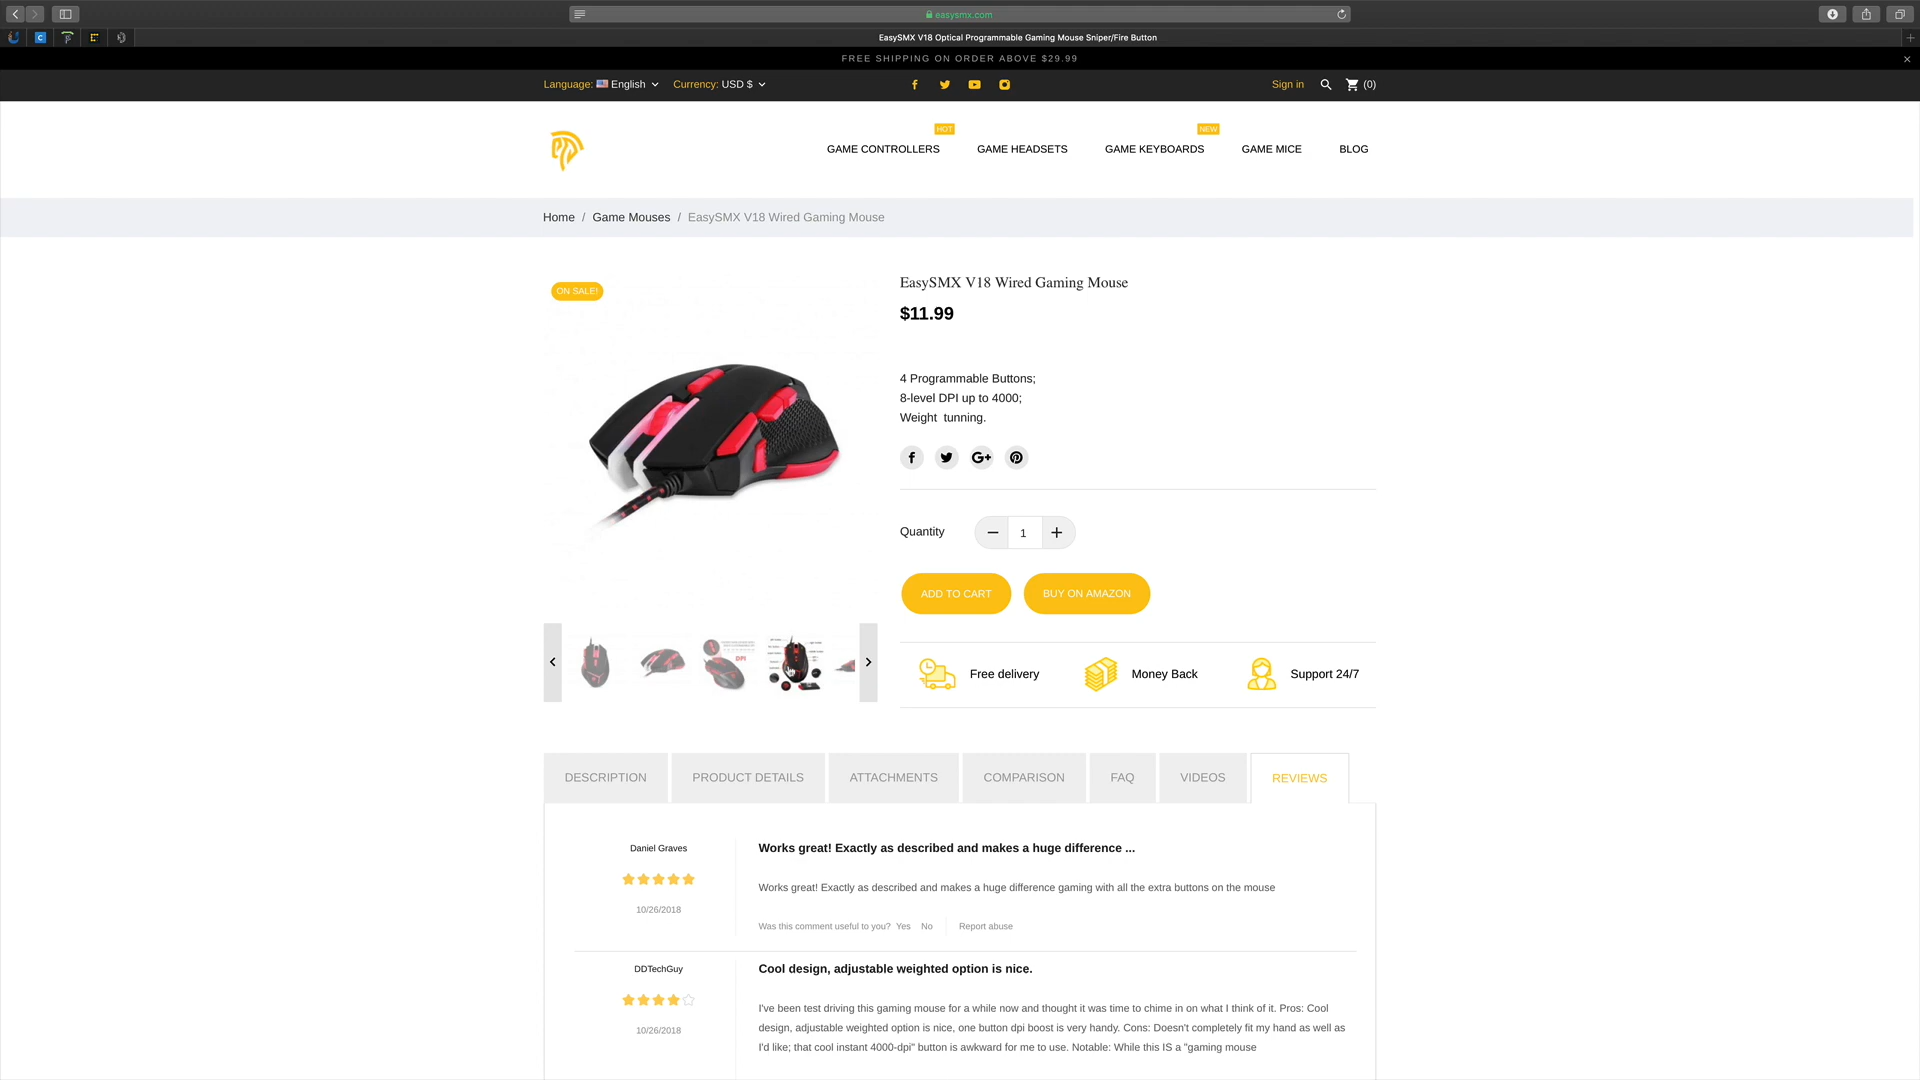 easysmx.com
EasySMX V18 Optical Programmable Gaming Mouse Sniper/Fire Button
FREE SHIPPING ON ORDER ABOVE $29.99
Language: English Currency: USD $ Sign in (0)
HOT NEW
GAME CONTROLLERS GAME HEADSETS GAME KEYBOARDS GAME MICE BLOG
Home / Game Mouses / EasySMX V18 Wired Gaming Mouse
ON SALE!
EasySMX V18 Wired Gaming Mouse
$11.99
4 Programmable Buttons;
8-level DPI up to 4000;
Weight tunning.
Quantity 1
ADD TO CART BUY ON AMAZON
DPI
Free delivery Money Back Support 24/7
DESCRIPTION PRODUCT DETAILS ATTACHMENTS COMPARISON FAQ VIDEOS REVIEWS
Daniel Graves
10/26/2018
Works great! Exactly as described and makes a huge difference ...
Works great! Exactly as described and makes a huge difference gaming with all the extra buttons on the mouse
Was this comment useful to you? Yes No Report abuse
DDTechGuy
10/26/2018
Cool design, adjustable weighted option is nice.
I've been test driving this gaming mouse for a while now and thought it was time to chime in on what I think of it. Pros: Cool
design, adjustable weighted option is nice, one button dpi boost is very handy. Cons: Doesn't completely fit my hand as well as
I'd like; that cool instant 4000-dpi" button is awkward for me to use. Notable: While this IS a "gaming mouse